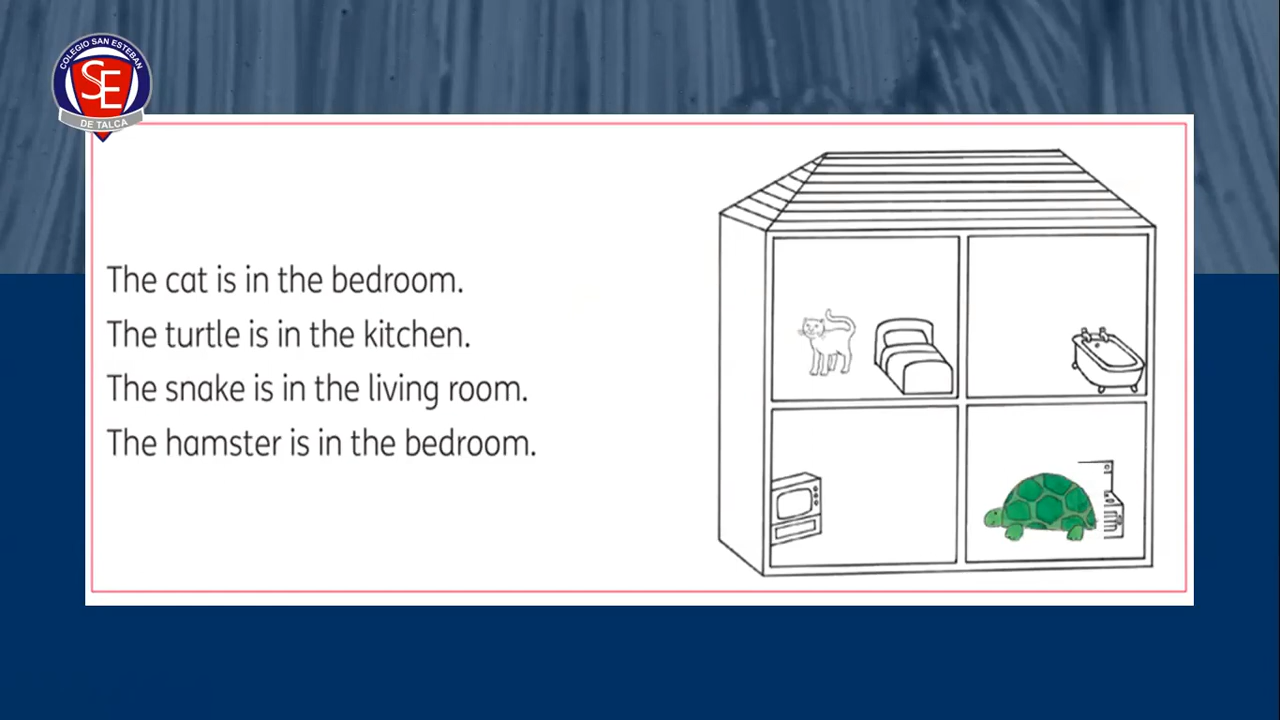 COLEGIO SAN ESTEBAN
SE
DE TALCA
The cat is in the bedroom.
The turtle is in the kitchen.
The snake is in the living room.
The hamster is in the bedroom.